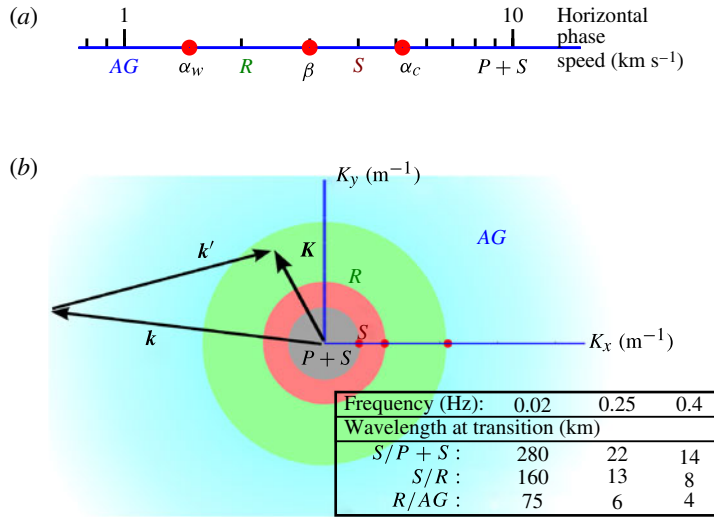 (a)
1 10 Horizontal
phase
speed (km s⁻¹)
AG α_w R β S α_c P + S
(b)
K_y (m⁻¹)
k′ K AG
R
k S
P + S K_x (m⁻¹)
Frequency (Hz): 0.02 0.25 0.4
Wavelength at transition (km)
S/P + S : 280 22 14
S/R : 160 13 8
R/AG : 75 6 4